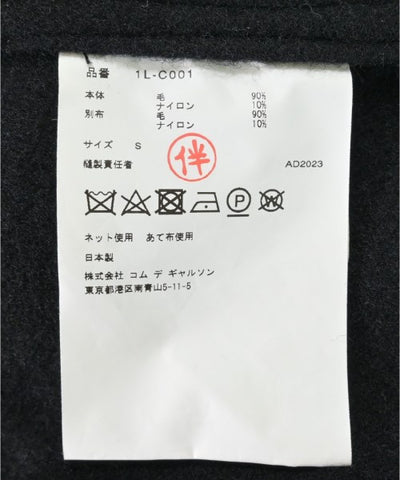 品番 1L-C001
本体 毛 90%
ナイロン 10%
別布 毛 90%
ナイロン 10%
サイズ S
伴
縫製責任者 AD2023
ネット使用 あて布使用
日本製
株式会社 コム デ ギャルソン
東京都港区南青山5-11-5